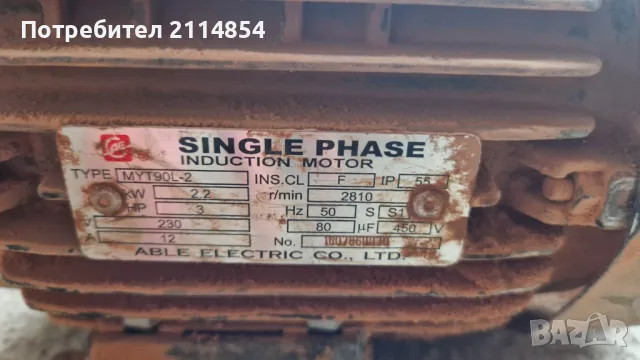 Потребител 2114854
SINGLE PHASE
INDUCTION MOTOR
TYPE MYT90L-2 INS.CL F IP 55
kW 2.2 r/min 2810
HP 3 Hz 50 S S1
V 230 80 μF 450 V
A 12 No.
ABLE ELECTRIC CO., LTD.
BAZAR